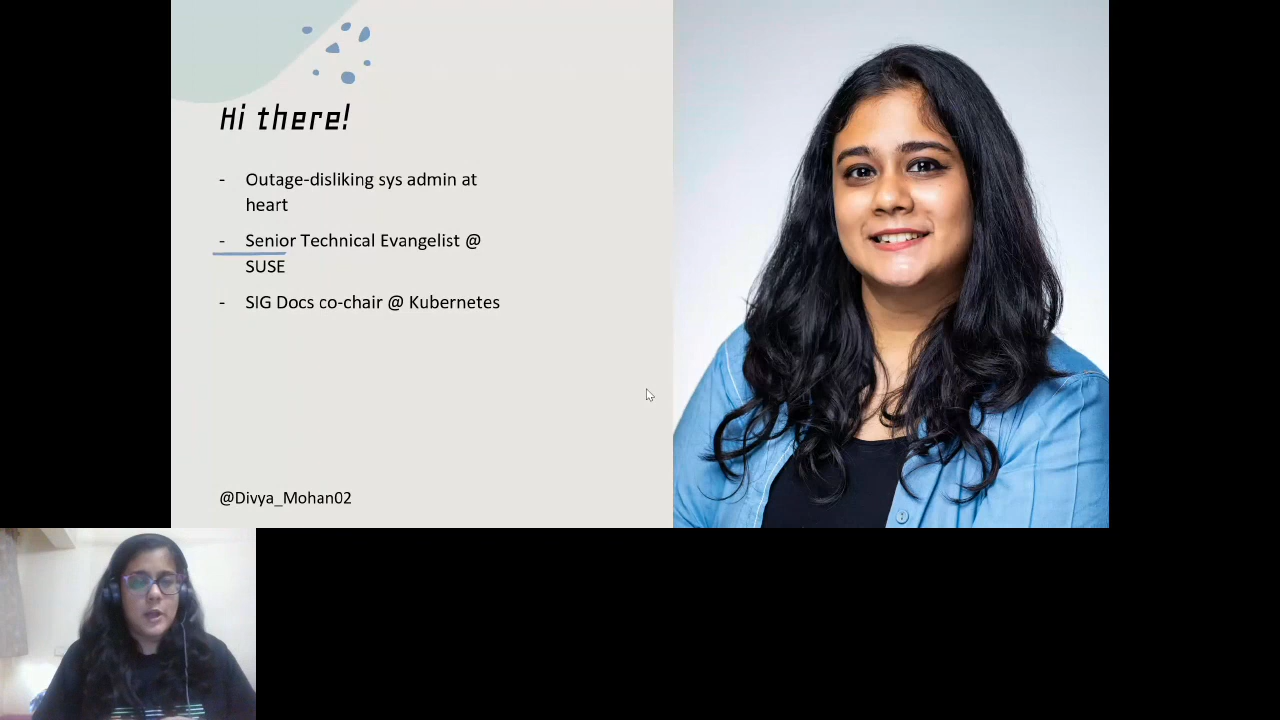 Hi there!
- Outage-disliking sys admin at
heart
- Senior Technical Evangelist @
SUSE
- SIG Docs co-chair @ Kubernetes
@Divya_Mohan02